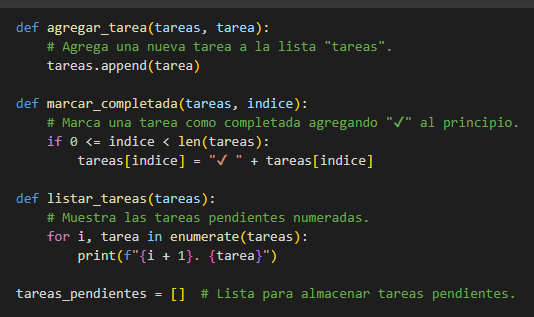 def agregar_tarea(tareas, tarea):
    # Agrega una nueva tarea a la lista "tareas".
    tareas.append(tarea)

def marcar_completada(tareas, indice):
    # Marca una tarea como completada agregando "✓" al principio.
    if 0 <= indice < len(tareas):
        tareas[indice] = "✓ " + tareas[indice]

def listar_tareas(tareas):
    # Muestra las tareas pendientes numeradas.
    for i, tarea in enumerate(tareas):
        print(f"{i + 1}. {tarea}")

tareas_pendientes = []  # Lista para almacenar tareas pendientes.